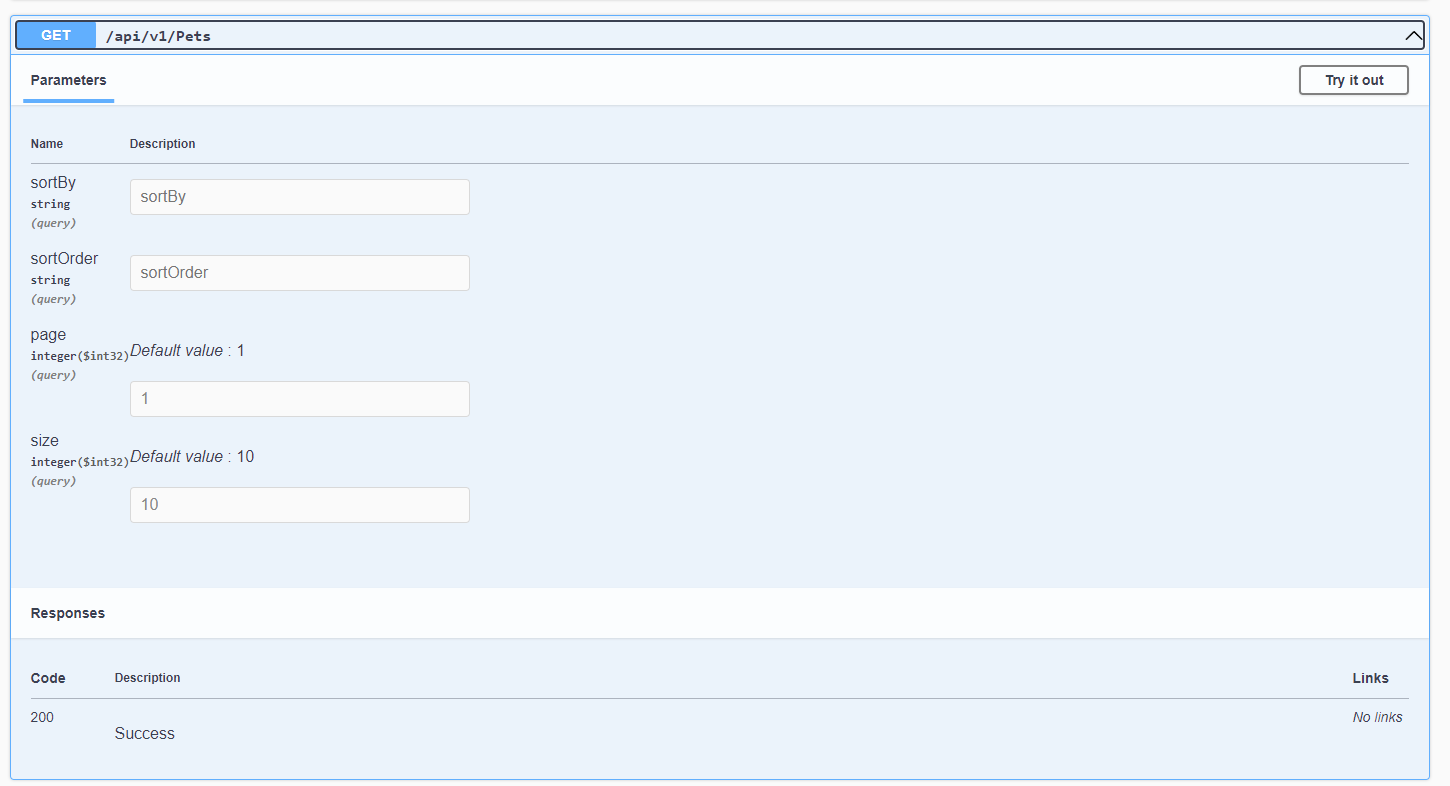 GET /api/v1/Pets
Parameters
Try it out
Name Description
sortBy
string
(query)
sortBy
sortOrder
string
(query)
sortOrder
page
integer($int32)
(query)
Default value : 1
1
size
integer($int32)
(query)
Default value : 10
10
Responses
Code Description Links
200
Success
No links